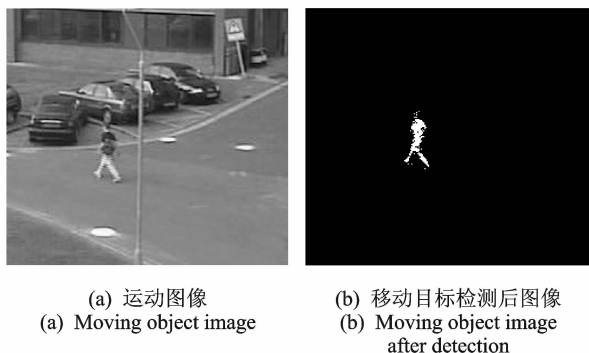 (a) 运动图像
(a) Moving object image
(b) 移动目标检测后图像
(b) Moving object image
after detection